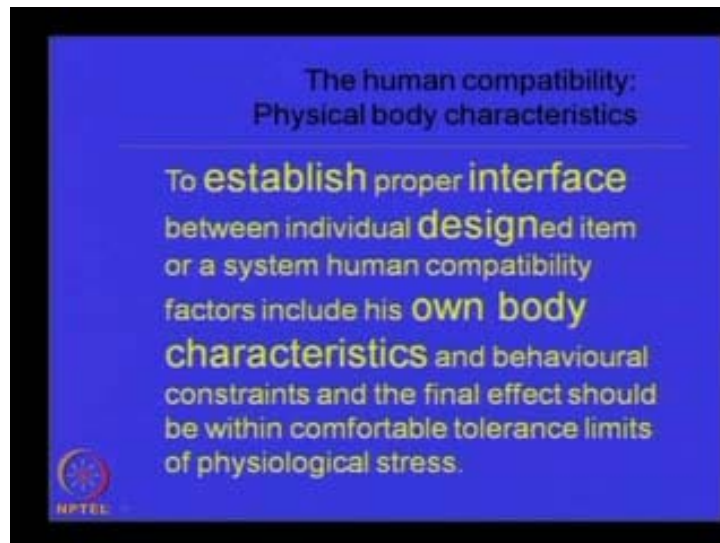 The human compatibility:
Physical body characteristics
To establish proper interface
between individual designed item
or a system human compatibility
factors include his own body
characteristics and behavioural
constraints and the final effect should
be within comfortable tolerance limits
of physiological stress.
NPTEL